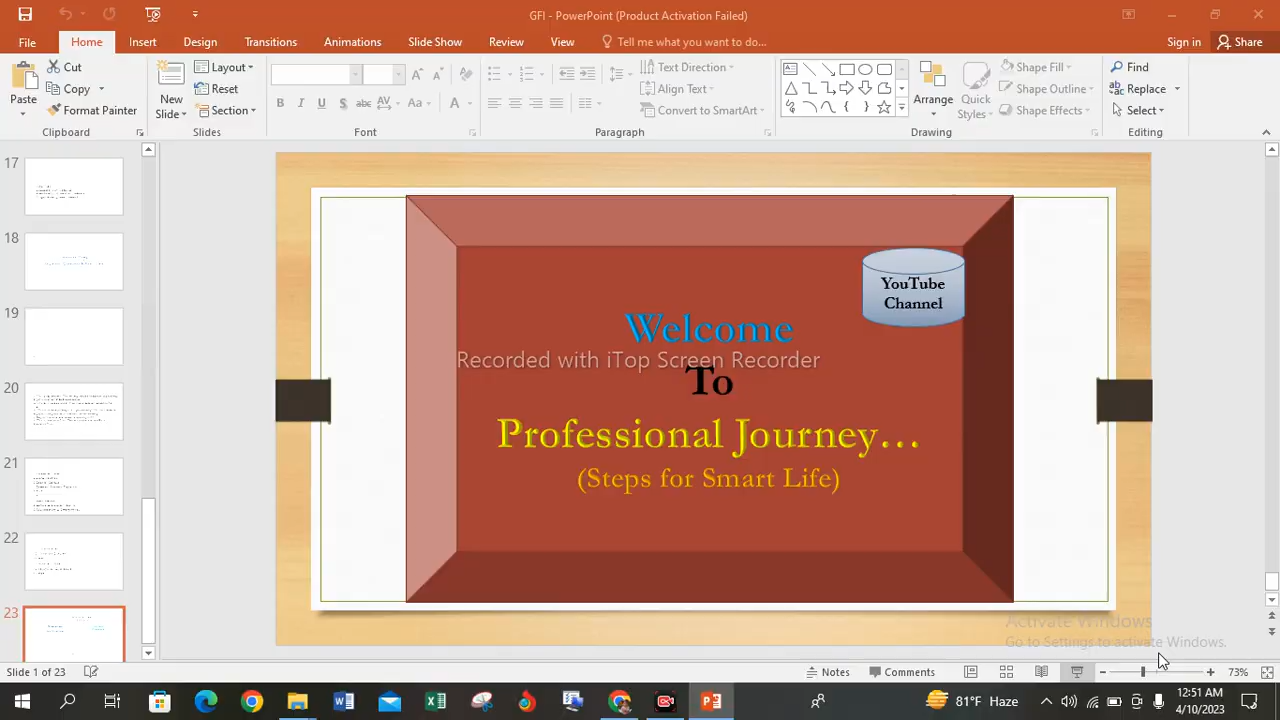 GFI - PowerPoint (Product Activation Failed)
File Home Insert Design Transitions Animations Slide Show Review View Tell me what you want to do... Sign in Share
Paste
Cut
Copy
Format Painter
Clipboard
New Slide
Layout
Reset
Section
Slides
Font
Text Direction
Align Text
Convert to SmartArt
Paragraph
Arrange
Quick Styles
Shape Fill
Shape Outline
Shape Effects
Drawing
Find
Replace
Select
Editing
17
18
19
20
21
22
23
YouTube
Channel
Welcome
Recorded with iTop Screen Recorder
To
Professional Journey...
(Steps for Smart Life)
Activate Windows
Go to Settings to activate Windows.
Slide 1 of 23 Notes Comments 73%
81°F Haze 12:51 AM
4/10/2023